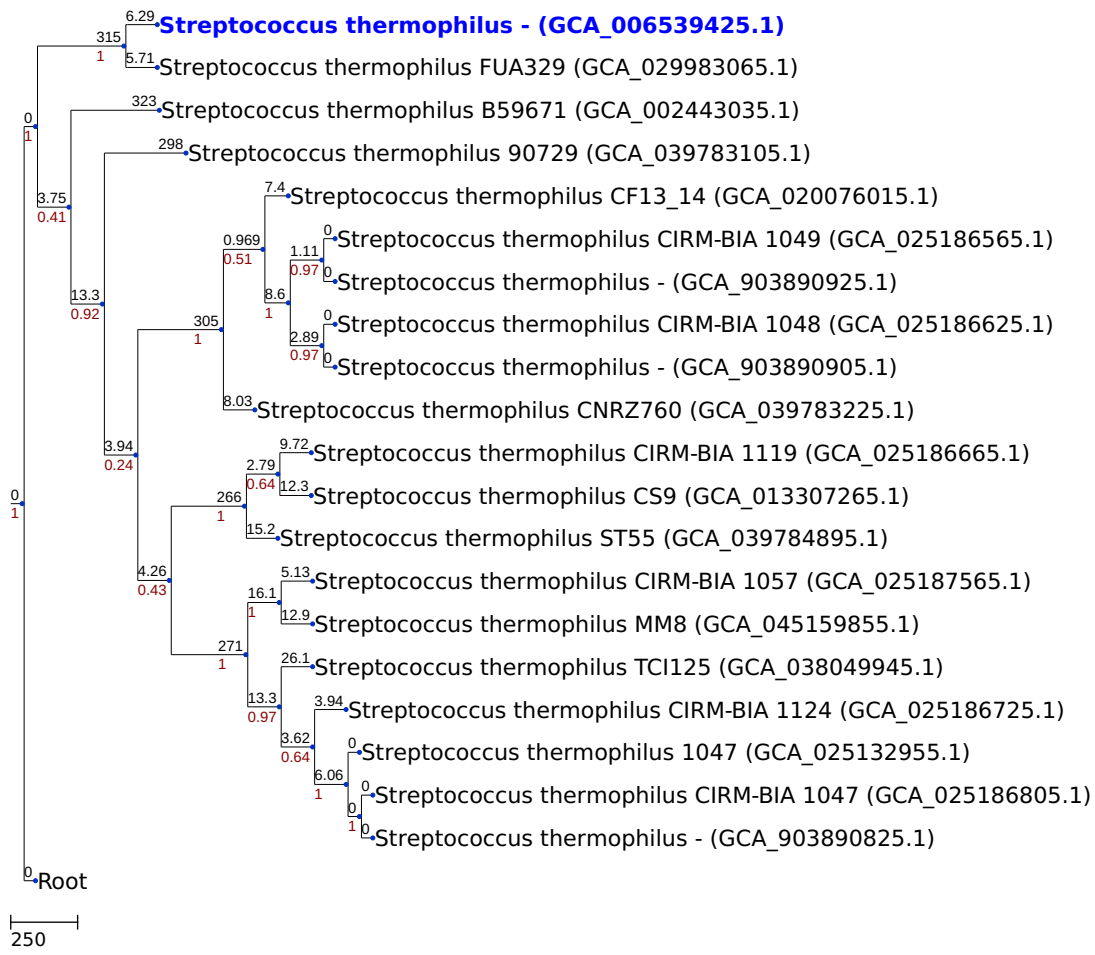 6.29
Streptococcus thermophilus - (GCA_006539425.1)
315
1
5.71
Streptococcus thermophilus FUA329 (GCA_029983065.1)
323
Streptococcus thermophilus B59671 (GCA_002443035.1)
0
1
298
Streptococcus thermophilus 90729 (GCA_039783105.1)
7.4
Streptococcus thermophilus CF13_14 (GCA_020076015.1)
3.75
0.41
0
Streptococcus thermophilus CIRM-BIA 1049 (GCA_025186565.1)
0.969
0.51
1.11
0.97
0
Streptococcus thermophilus - (GCA_903890925.1)
13.3
0.92
8.6
1
0
Streptococcus thermophilus CIRM-BIA 1048 (GCA_025186625.1)
305
1
2.89
0.97
0
Streptococcus thermophilus - (GCA_903890905.1)
8.03
Streptococcus thermophilus CNRZ760 (GCA_039783225.1)
3.94
0.24
9.72
Streptococcus thermophilus CIRM-BIA 1119 (GCA_025186665.1)
2.79
0.64
12.3
Streptococcus thermophilus CS9 (GCA_013307265.1)
0
1
266
1
15.2
Streptococcus thermophilus ST55 (GCA_039784895.1)
4.26
0.43
5.13
Streptococcus thermophilus CIRM-BIA 1057 (GCA_025187565.1)
16.1
1
12.9
Streptococcus thermophilus MM8 (GCA_045159855.1)
271
1
26.1
Streptococcus thermophilus TCI125 (GCA_038049945.1)
13.3
0.97
3.94
Streptococcus thermophilus CIRM-BIA 1124 (GCA_025186725.1)
3.62
0.64
0
Streptococcus thermophilus 1047 (GCA_025132955.1)
6.06
1
0
Streptococcus thermophilus CIRM-BIA 1047 (GCA_025186805.1)
0
1
0
Streptococcus thermophilus - (GCA_903890825.1)
0
Root
250